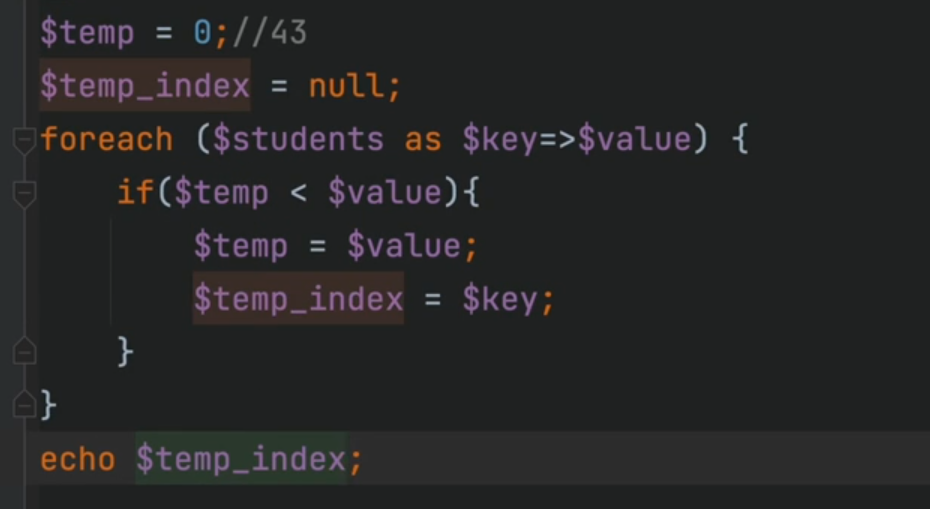 $temp = 0;//43
$temp_index = null;
foreach ($students as $key=>$value) {
    if($temp < $value){
        $temp = $value;
        $temp_index = $key;
    }
}
echo $temp_index;